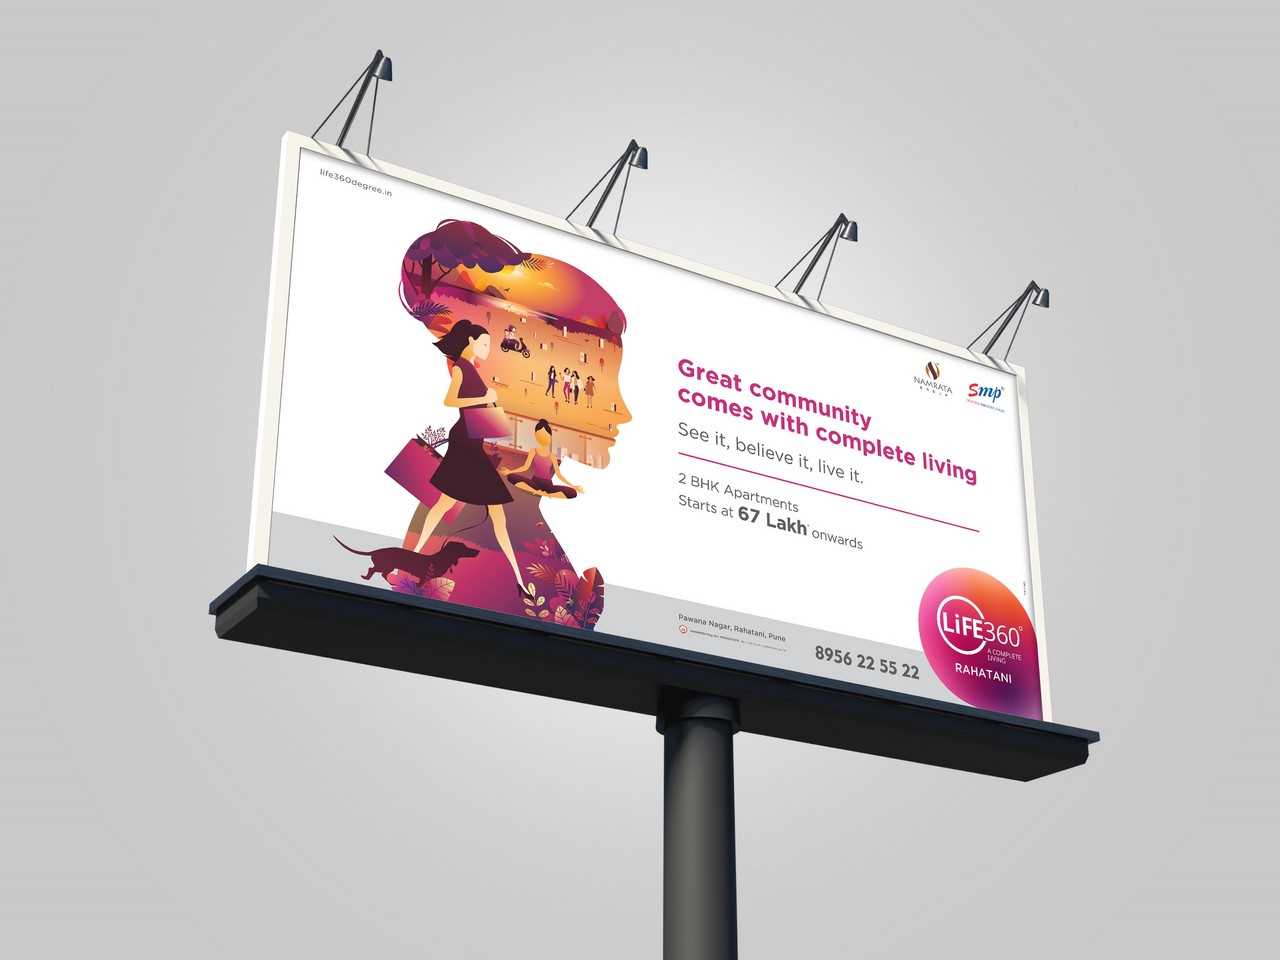 life360degree.in
NAMRATA
GROUP
smp
Great community
comes with complete living
See it, believe it, live it.
2 BHK Apartments
Starts at 67 Lakh* onwards
Pawana Nagar, Rahatani, Pune
8956 22 55 22
LiFE360°
A COMPLETE
LIVING
RAHATANI